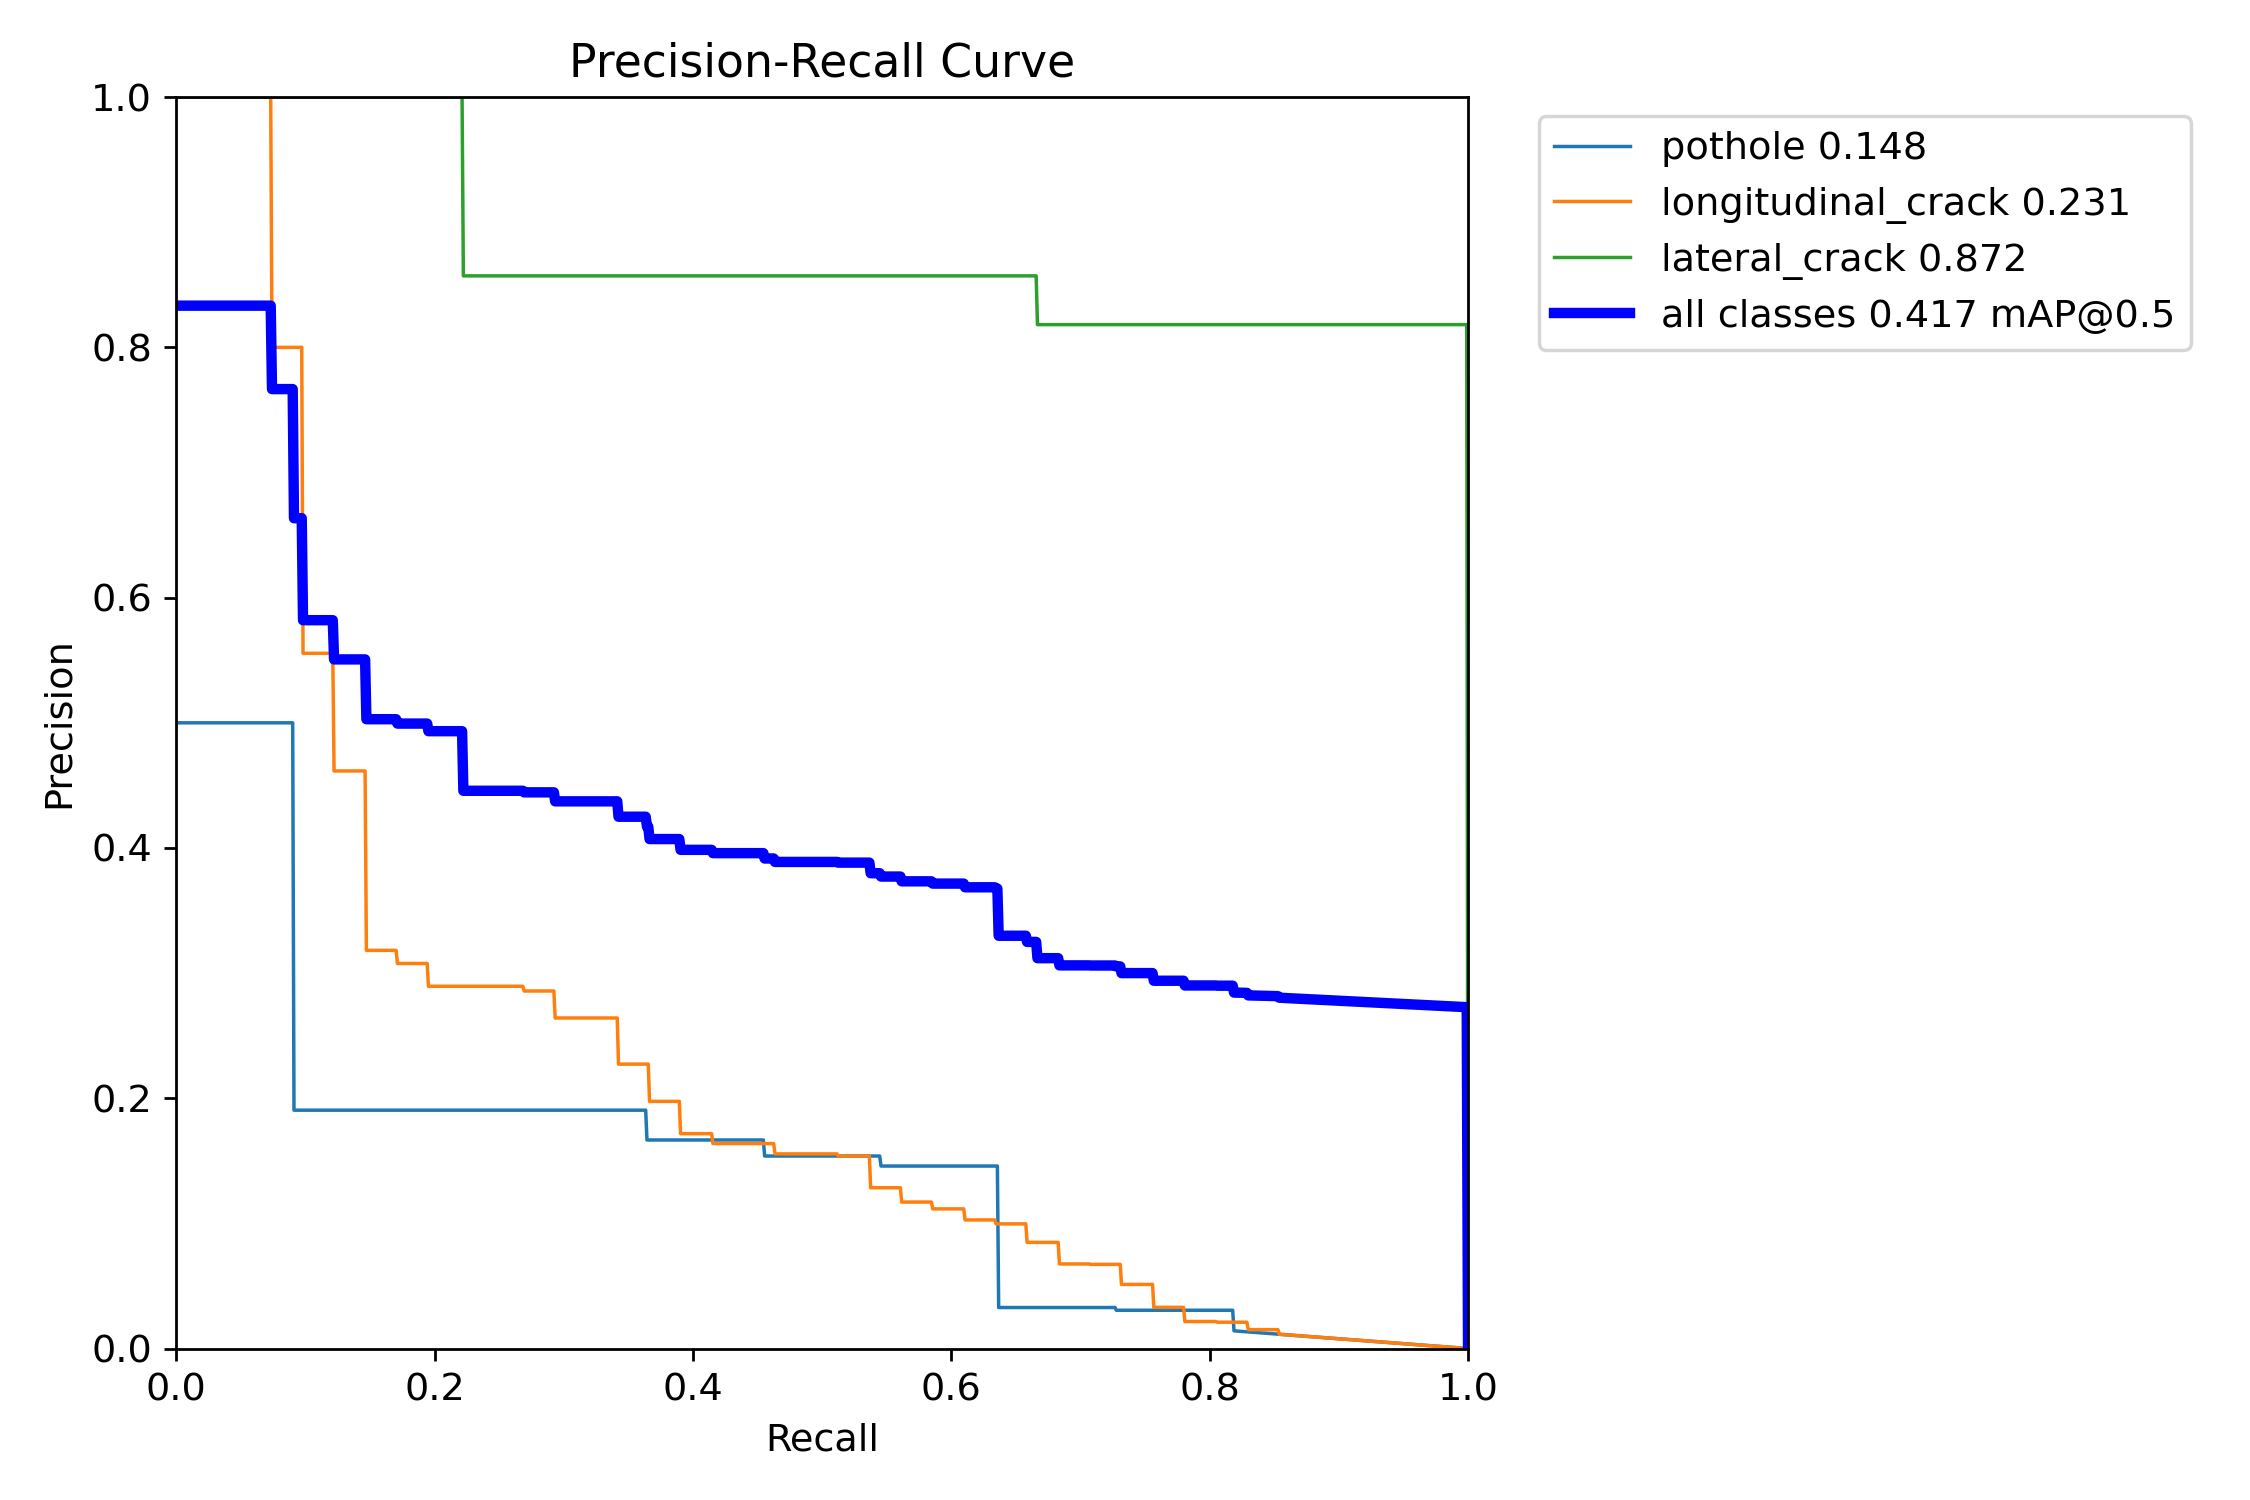 Precision-Recall Curve
1.0
0.8
0.6
0.4
0.2
0.0
Precision
0.0 0.2 0.4 0.6 0.8 1.0
Recall
pothole 0.148
longitudinal_crack 0.231
lateral_crack 0.872
all classes 0.417 mAP@0.5